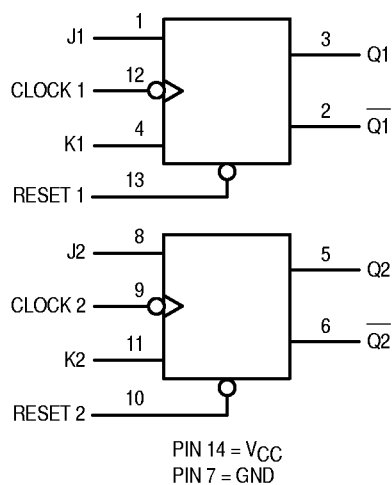 J1 1 3 Q1
CLOCK 1 12
2 Q1̅
K1 4
RESET 1 13
J2 8 5 Q2
CLOCK 2 9
6 Q2̅
K2 11
RESET 2 10
PIN 14 = VCC
PIN 7 = GND